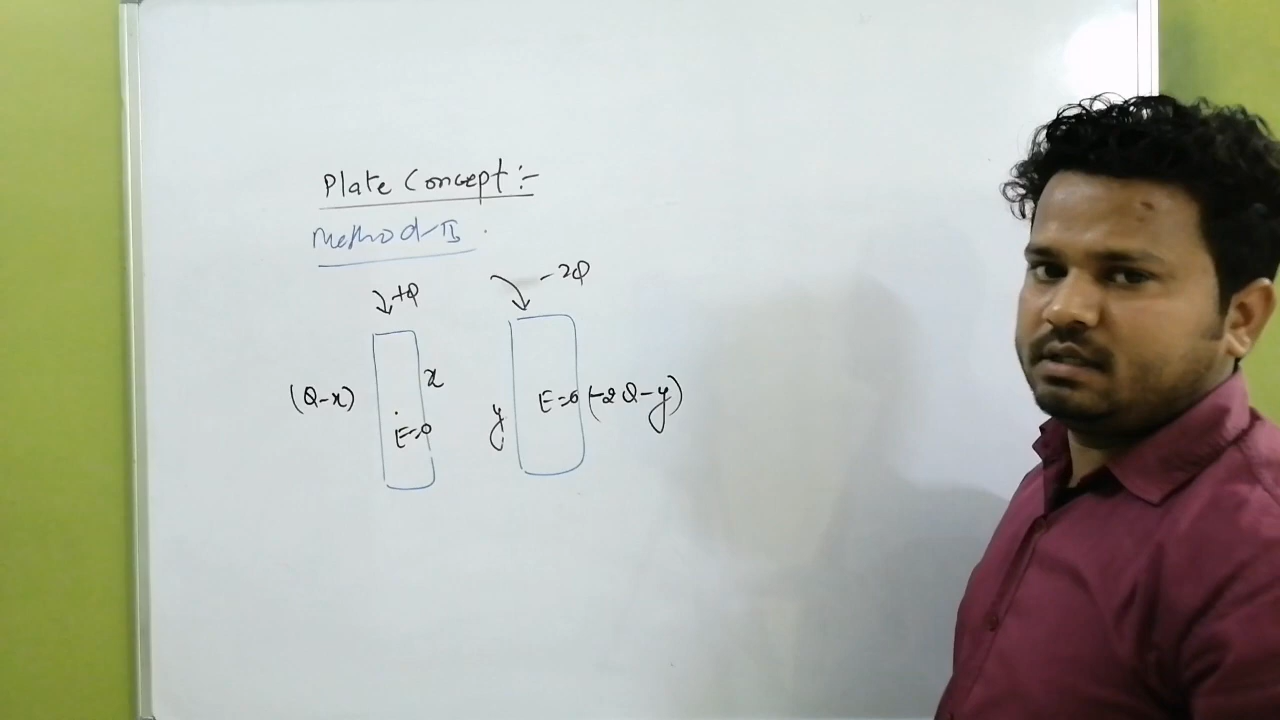 Plate Concept :-
Method-II .
+Q
-2Q
(Q-x)
x
E=0
y
E=0
(-2Q-y)